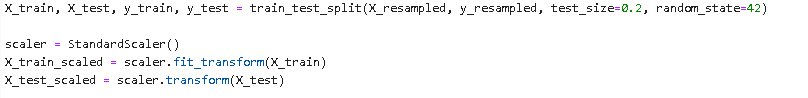 X_train, X_test, y_train, y_test = train_test_split(X_resampled, y_resampled, test_size=0.2, random_state=42)
scaler = StandardScaler()
X_train_scaled = scaler.fit_transform(X_train)
X_test_scaled = scaler.transform(X_test)